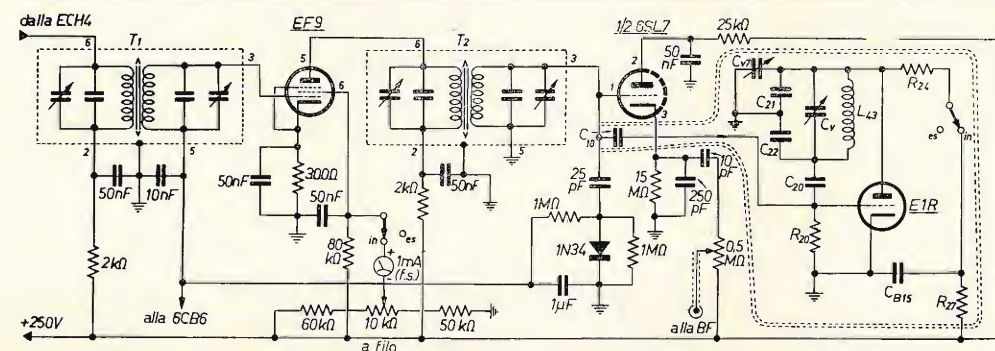 dalla ECH4
EF9
1/2 6SL7
25kΩ
T1
T2
6
3
5
6
6
3
2
50
nF
CV7
C21
R24
1
3
C10
C22
CV
L43
es
in
2
5
2
5
50nF
10nF
50nF
300Ω
50nF
2kΩ
50nF
25
pF
15
MΩ
10
pF
250
pF
C20
E1R
1MΩ
1N34
1MΩ
R20
in
es
80
kΩ
1mA
(f.s.)
2kΩ
0,5
MΩ
CB15
R27
1µF
alla 6CB6
60kΩ
10 kΩ
50kΩ
alla BF
+250V
a filo